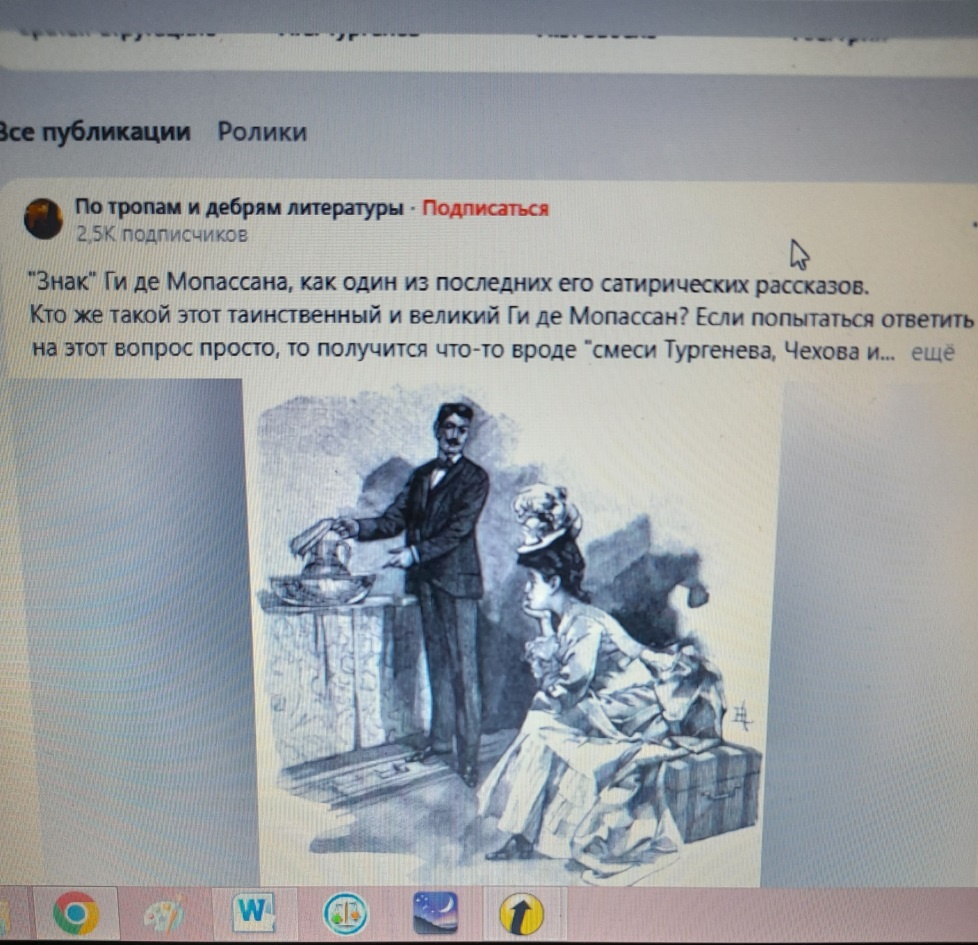 Все публикации Ролики
По тропам и дебрям литературы · Подписаться
2,5K подписчиков
"Знак" Ги де Мопассана, как один из последних его сатирических рассказов.
Кто же такой этот таинственный и великий Ги де Мопассан? Если попытаться ответить
на этот вопрос просто, то получится что-то вроде "смеси Тургенева, Чехова и... ещё
W